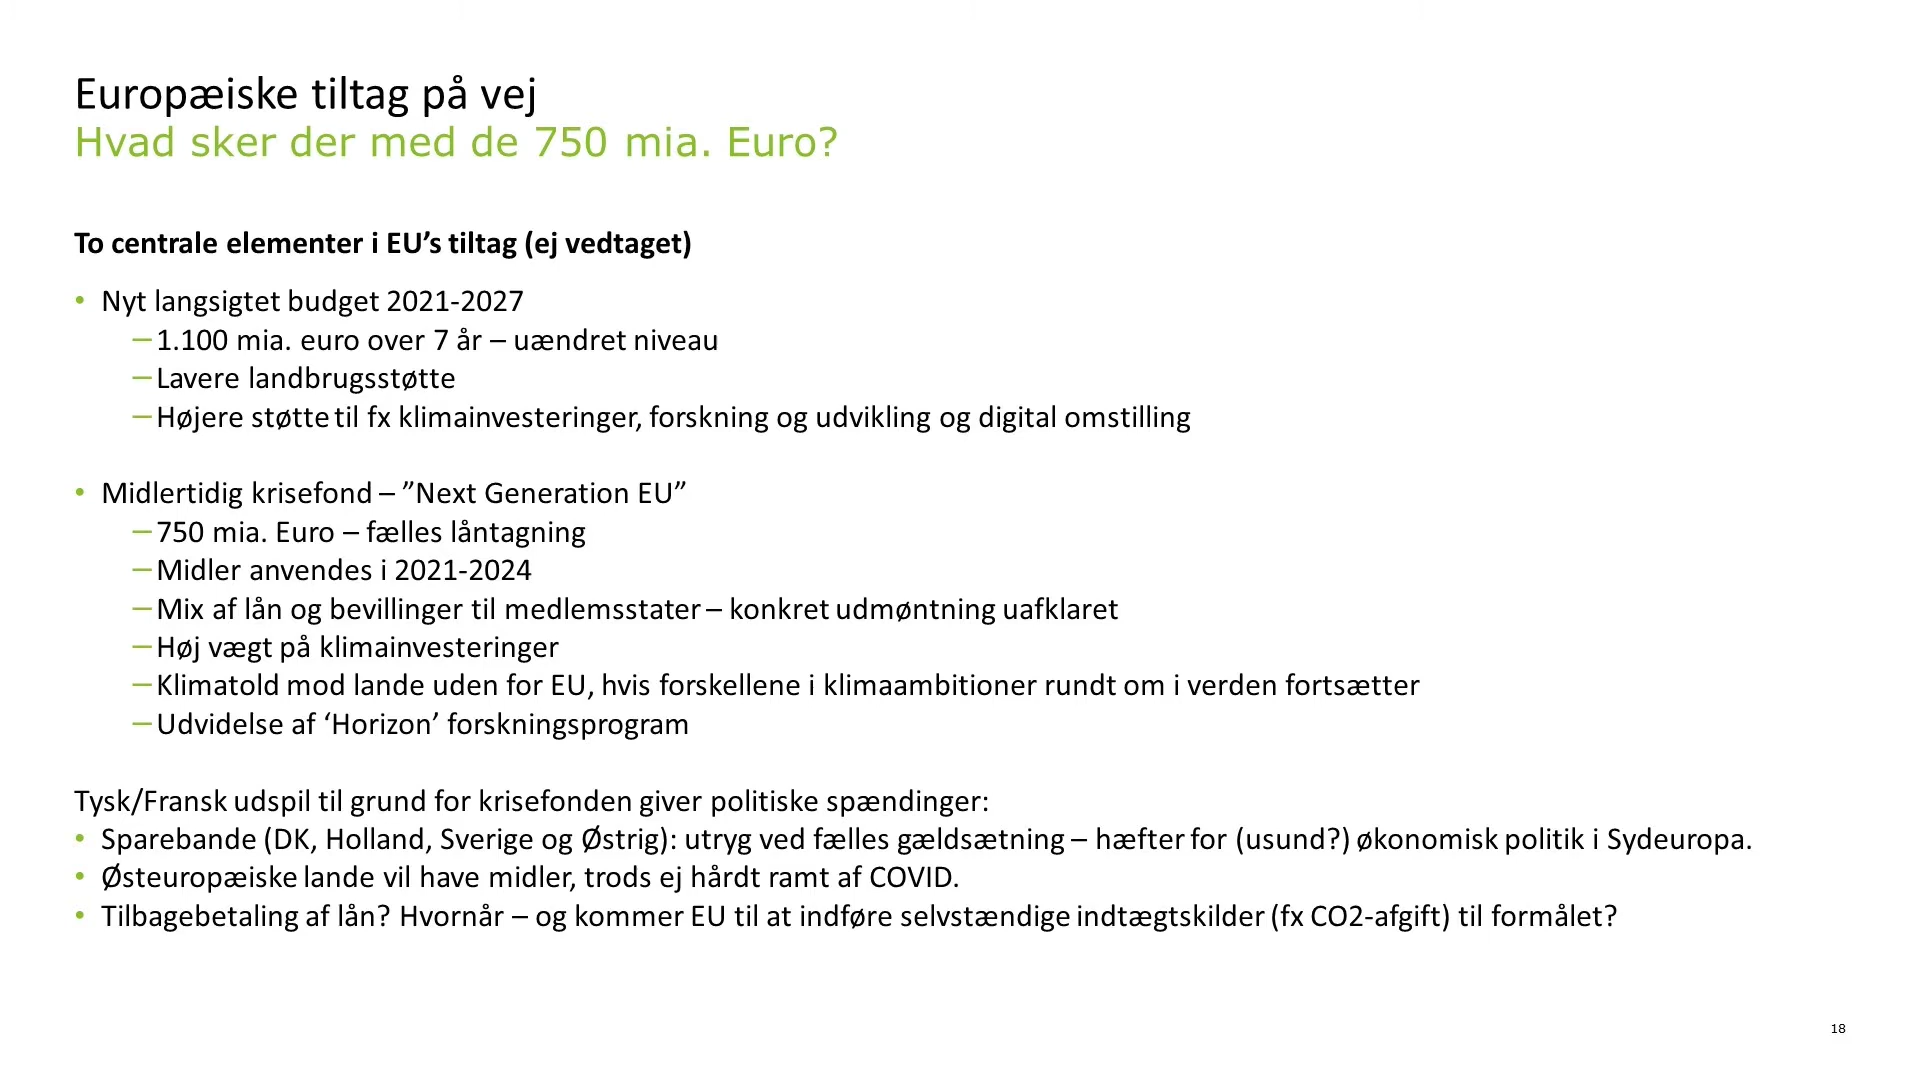 Europæiske tiltag på vej
Hvad sker der med de 750 mia. Euro?
To centrale elementer i EU’s tiltag (ej vedtaget)
• Nyt langsigtet budget 2021-2027
–1.100 mia. euro over 7 år – uændret niveau
–Lavere landbrugsstøtte
–Højere støtte til fx klimainvesteringer, forskning og udvikling og digital omstilling
• Midlertidig krisefond – ”Next Generation EU”
–750 mia. Euro – fælles låntagning
–Midler anvendes i 2021-2024
–Mix af lån og bevillinger til medlemsstater – konkret udmøntning uafklaret
–Høj vægt på klimainvesteringer
–Klimatold mod lande uden for EU, hvis forskellene i klimaambitioner rundt om i verden fortsætter
–Udvidelse af ‘Horizon’ forskningsprogram
Tysk/Fransk udspil til grund for krisefonden giver politiske spændinger:
• Sparebande (DK, Holland, Sverige og Østrig): utryg ved fælles gældsætning – hæfter for (usund?) økonomisk politik i Sydeuropa.
• Østeuropæiske lande vil have midler, trods ej hårdt ramt af COVID.
• Tilbagebetaling af lån? Hvornår – og kommer EU til at indføre selvstændige indtægtskilder (fx CO2-afgift) til formålet?
18